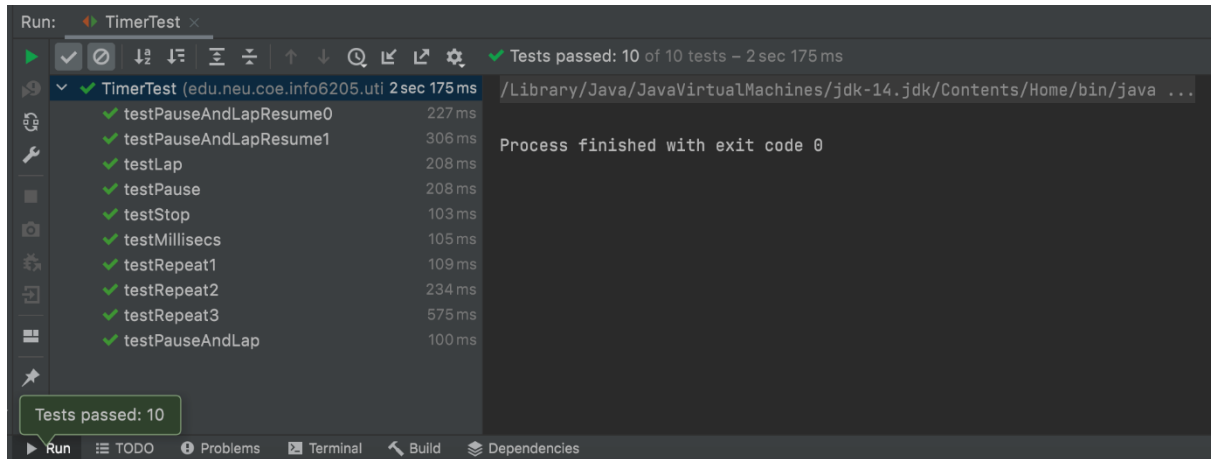 Run: TimerTest
Tests passed: 10 of 10 tests – 2 sec 175 ms
TimerTest (edu.neu.coe.info6205.uti 2 sec 175 ms
/Library/Java/JavaVirtualMachines/jdk-14.jdk/Contents/Home/bin/java ...
testPauseAndLapResume0 227 ms
testPauseAndLapResume1 306 ms
Process finished with exit code 0
testLap 208 ms
testPause 208 ms
testStop 103 ms
testMillisecs 105 ms
testRepeat1 109 ms
testRepeat2 234 ms
testRepeat3 575 ms
testPauseAndLap 100 ms
Tests passed: 10
Run TODO Problems Terminal Build Dependencies